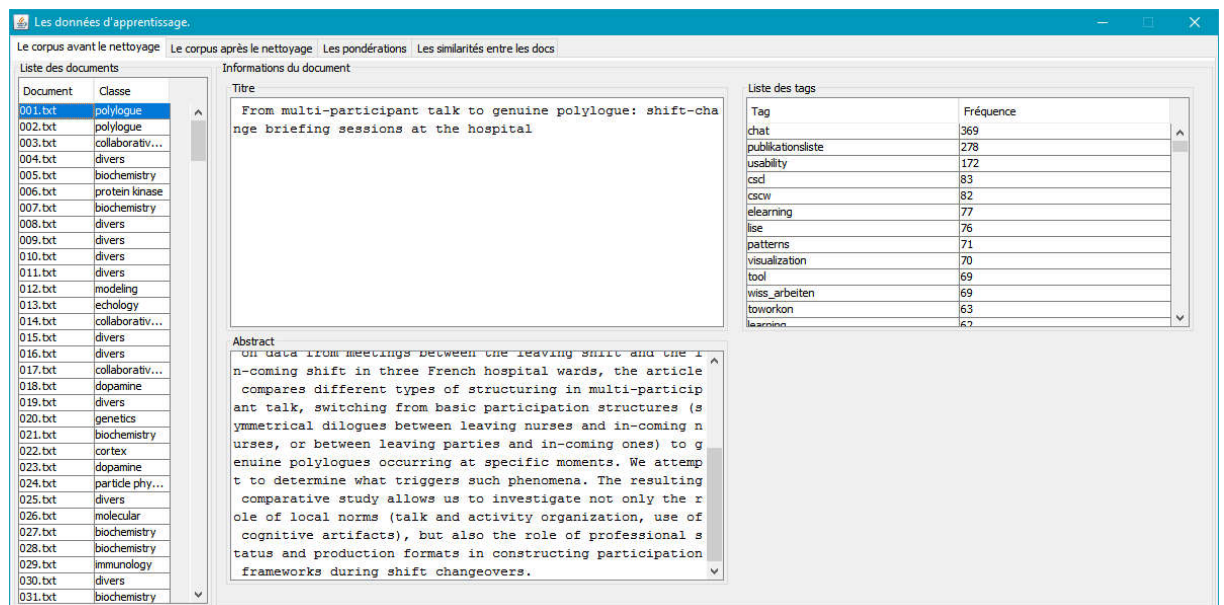 Les données d'apprentissage.
Le corpus avant le nettoyage Le corpus après le nettoyage Les pondérations Les similarités entre les docs
Liste des documents
Document Classe
001.txt polylogue
002.txt polylogue
003.txt collaborativ...
004.txt divers
005.txt biochemistry
006.txt protein kinase
007.txt biochemistry
008.txt divers
009.txt divers
010.txt divers
011.txt divers
012.txt modeling
013.txt echology
014.txt collaborativ...
015.txt divers
016.txt divers
017.txt collaborativ...
018.txt dopamine
019.txt divers
020.txt genetics
021.txt biochemistry
022.txt cortex
023.txt dopamine
024.txt particle phy...
025.txt divers
026.txt molecular
027.txt biochemistry
028.txt biochemistry
029.txt immunology
030.txt divers
031.txt biochemistry
Informations du document
Titre
From multi-participant talk to genuine polylogue: shift-cha
nge briefing sessions at the hospital
Abstract
on data from meetings between the leaving shift and the i
n-coming shift in three French hospital wards, the article
compares different types of structuring in multi-particip
ant talk, switching from basic participation structures (s
ymmetrical dilogues between leaving nurses and in-coming n
urses, or between leaving parties and in-coming ones) to g
enuine polylogues occurring at specific moments. We attemp
t to determine what triggers such phenomena. The resulting
comparative study allows us to investigate not only the r
ole of local norms (talk and activity organization, use of
cognitive artifacts), but also the role of professional s
tatus and production formats in constructing participation
frameworks during shift changeovers.
Liste des tags
Tag Fréquence
chat 369
publikationsliste 278
usability 172
cscl 83
cscw 82
elearning 77
lise 76
patterns 71
visualization 70
tool 69
wiss_arbeiten 69
toworkon 63
learning 62